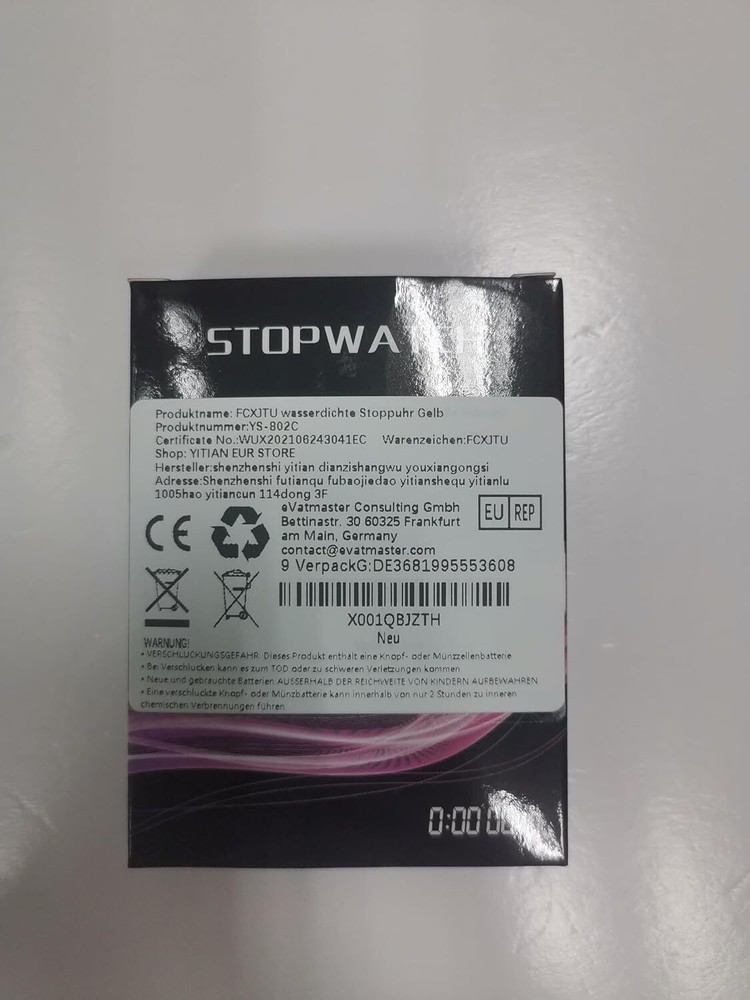 STOPWATCH
Produktname: FCXJTU wasserdichte Stoppuhr Gelb
Produktnummer:YS-802C
Certificate No.:WUX202106243041EC Warenzeichen:FCXJTU
Shop: YITIAN EUR STORE
Hersteller:shenzhenshi yitian dianzishangwu youxiangongsi
Adresse:Shenzhenshi futianqu fubaojiedao yitianshequ yitianlu
1005hao yitiancun 114dong 3F
CE
eVatmaster Consulting Gmbh
Bettinastr. 30 60325 Frankfurt
am Main, Germany
contact@evatmaster.com
EU REP
9 VerpackG:DE3681995553608
X001QBJZTH
Neu
WARNUNG!
• VERSCHLUCKUNGSGEFAHR: Dieses Produkt enthält eine Knopf- oder Münzzellenbatterie
• Bei Verschlucken kann es zum TOD oder zu schweren Verletzungen kommen
• Neue und gebrauchte Batterien AUSSERHALB DER REICHWEITE VON KINDERN AUFBEWAHREN
• Eine verschluckte Knopf- oder Münzbatterie kann innerhalb von nur 2 Stunden zu inneren
chemischen Verbrennungen führen.
0:00